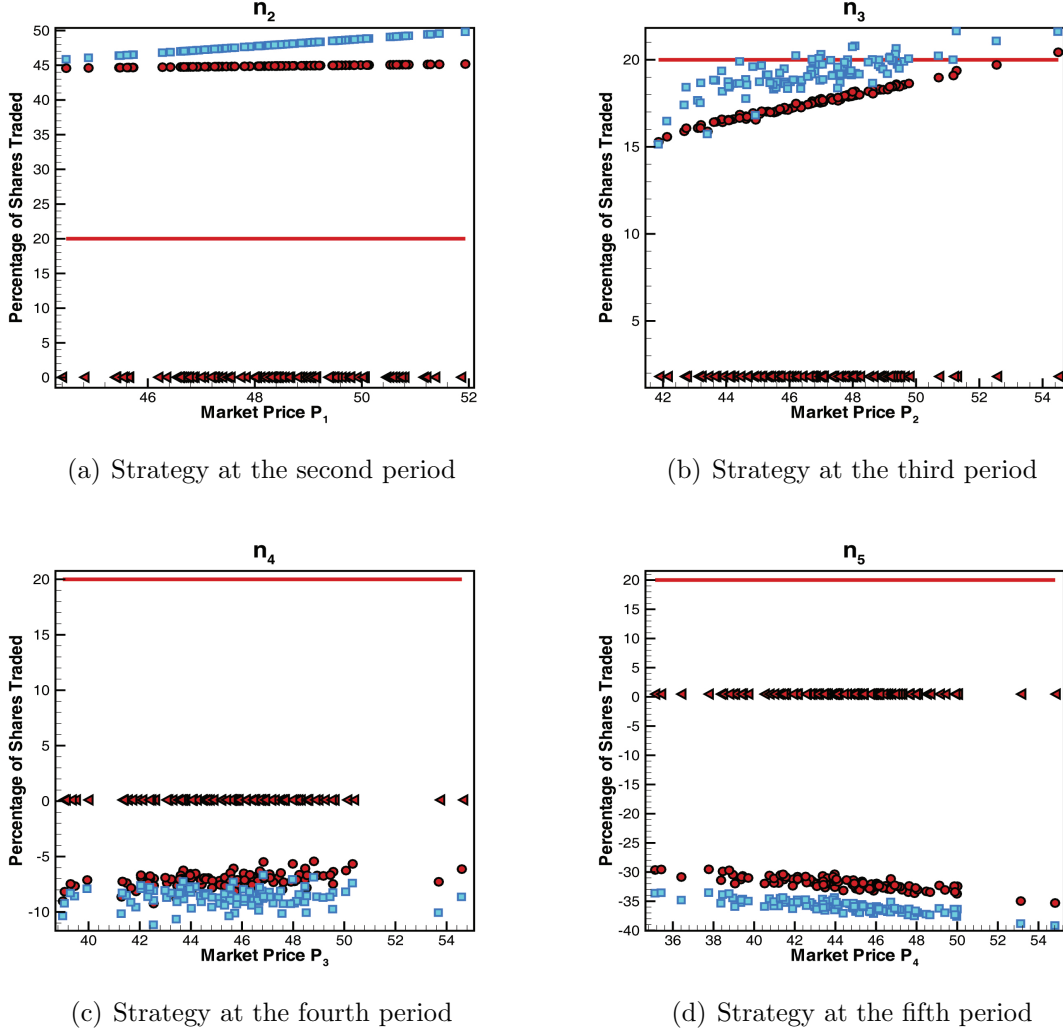 n2
Percentage of Shares Traded
50
45
40
35
30
25
20
15
10
5
0
46 48 50 52
Market Price P1
(a) Strategy at the second period
n3
Percentage of Shares Traded
20
15
10
5
42 44 46 48 50 52 54
Market Price P2
(b) Strategy at the third period
n4
Percentage of Shares Traded
20
15
10
5
0
-5
-10
40 42 44 46 48 50 52 54
Market Price P3
(c) Strategy at the fourth period
n5
Percentage of Shares Traded
20
15
10
5
0
-5
-10
-15
-20
-25
-30
-35
-40
36 38 40 42 44 46 48 50 52 54
Market Price P4
(d) Strategy at the fifth period